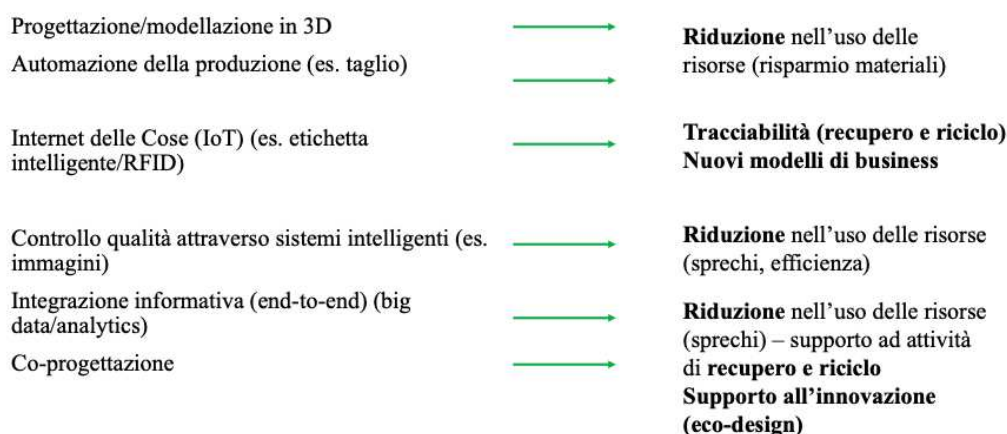 Progettazione/modellazione in 3D
Automazione della produzione (es. taglio)
Riduzione nell’uso delle
risorse (risparmio materiali)
Internet delle Cose (IoT) (es. etichetta
intelligente/RFID)
Tracciabilità (recupero e riciclo)
Nuovi modelli di business
Controllo qualità attraverso sistemi intelligenti (es.
immagini)
Riduzione nell’uso delle risorse
(sprechi, efficienza)
Integrazione informativa (end-to-end) (big
data/analytics)
Co-progettazione
Riduzione nell’uso delle risorse
(sprechi) – supporto ad attività
di recupero e riciclo
Supporto all’innovazione
(eco-design)